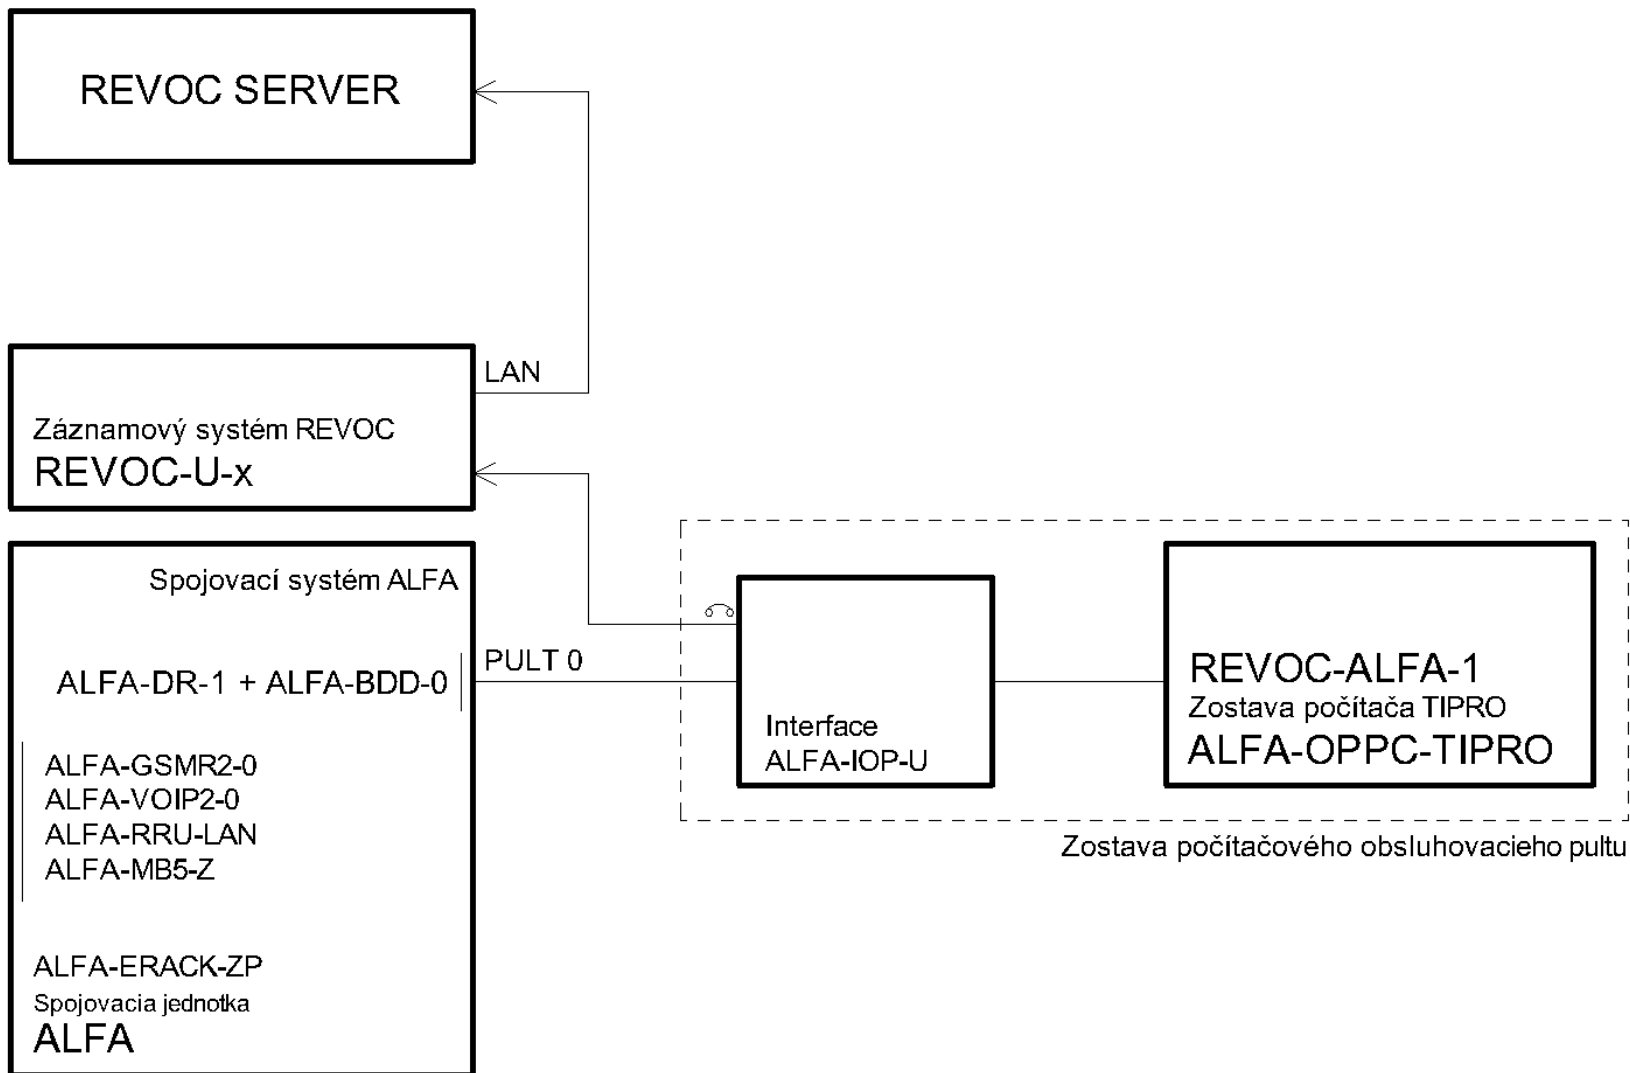 REVOC SERVER
LAN
Záznamový systém REVOC
REVOC-U-x
Spojovací systém ALFA
PULT 0
ALFA-DR-1 + ALFA-BDD-0
ALFA-GSMR2-0
ALFA-VOIP2-0
ALFA-RRU-LAN
ALFA-MB5-Z
ALFA-ERACK-ZP
Spojovacia jednotka
ALFA
Interface
ALFA-IOP-U
REVOC-ALFA-1
Zostava počítača TIPRO
ALFA-OPPC-TIPRO
Zostava počítačového obsluhovacieho pultu